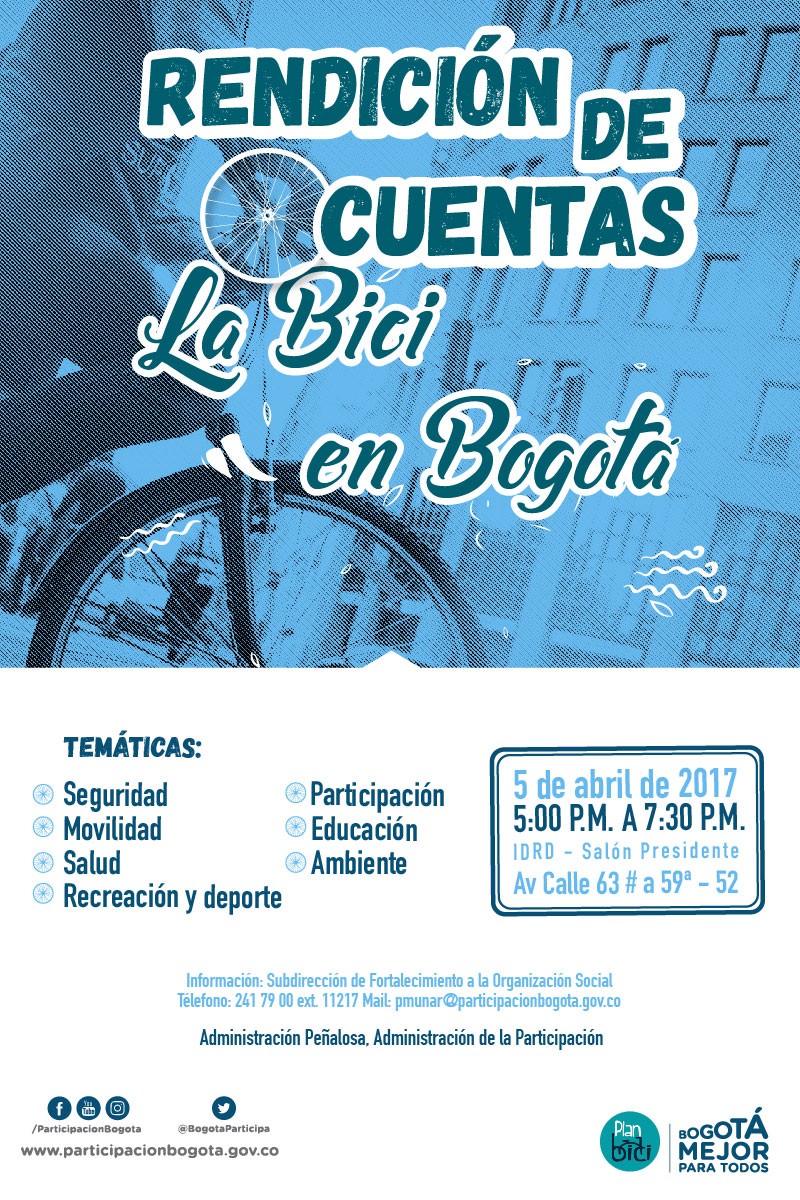 RENDICIÓN
DE
CUENTAS
La Bici
en Bogotá
TEMÁTICAS:
Seguridad
Movilidad
Salud
Recreación y deporte
Participación
Educación
Ambiente
5 de abril de 2017
5:00 P.M. A 7:30 P.M.
IDRD - Salón Presidente
Av Calle 63 # a 59ª - 52
Información: Subdirección de Fortalecimiento a la Organización Social
Télefono: 241 79 00 ext. 11217 Mail: pmunar@participacionbogota.gov.co
Administración Peñalosa, Administración de la Participación
You
Tube
/ParticipacionBogota
@BogotaParticipa
www.participacionbogota.gov.co
Plan
bici
BOGOTÁ
MEJOR
PARA TODOS